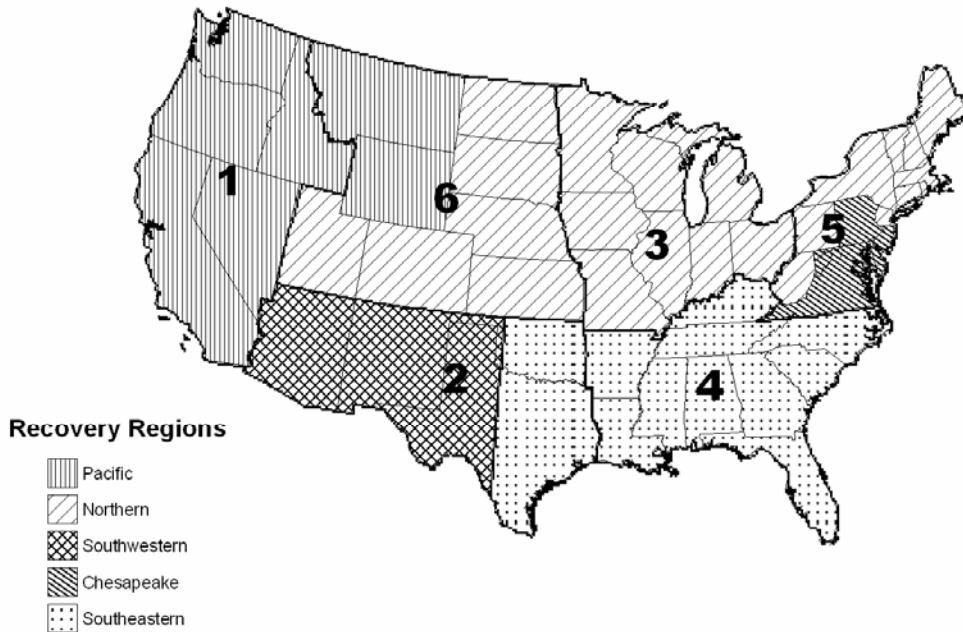 1
6
3
5
2
4
Recovery Regions
Pacific
Northern
Southwestern
Chesapeake
Southeastern